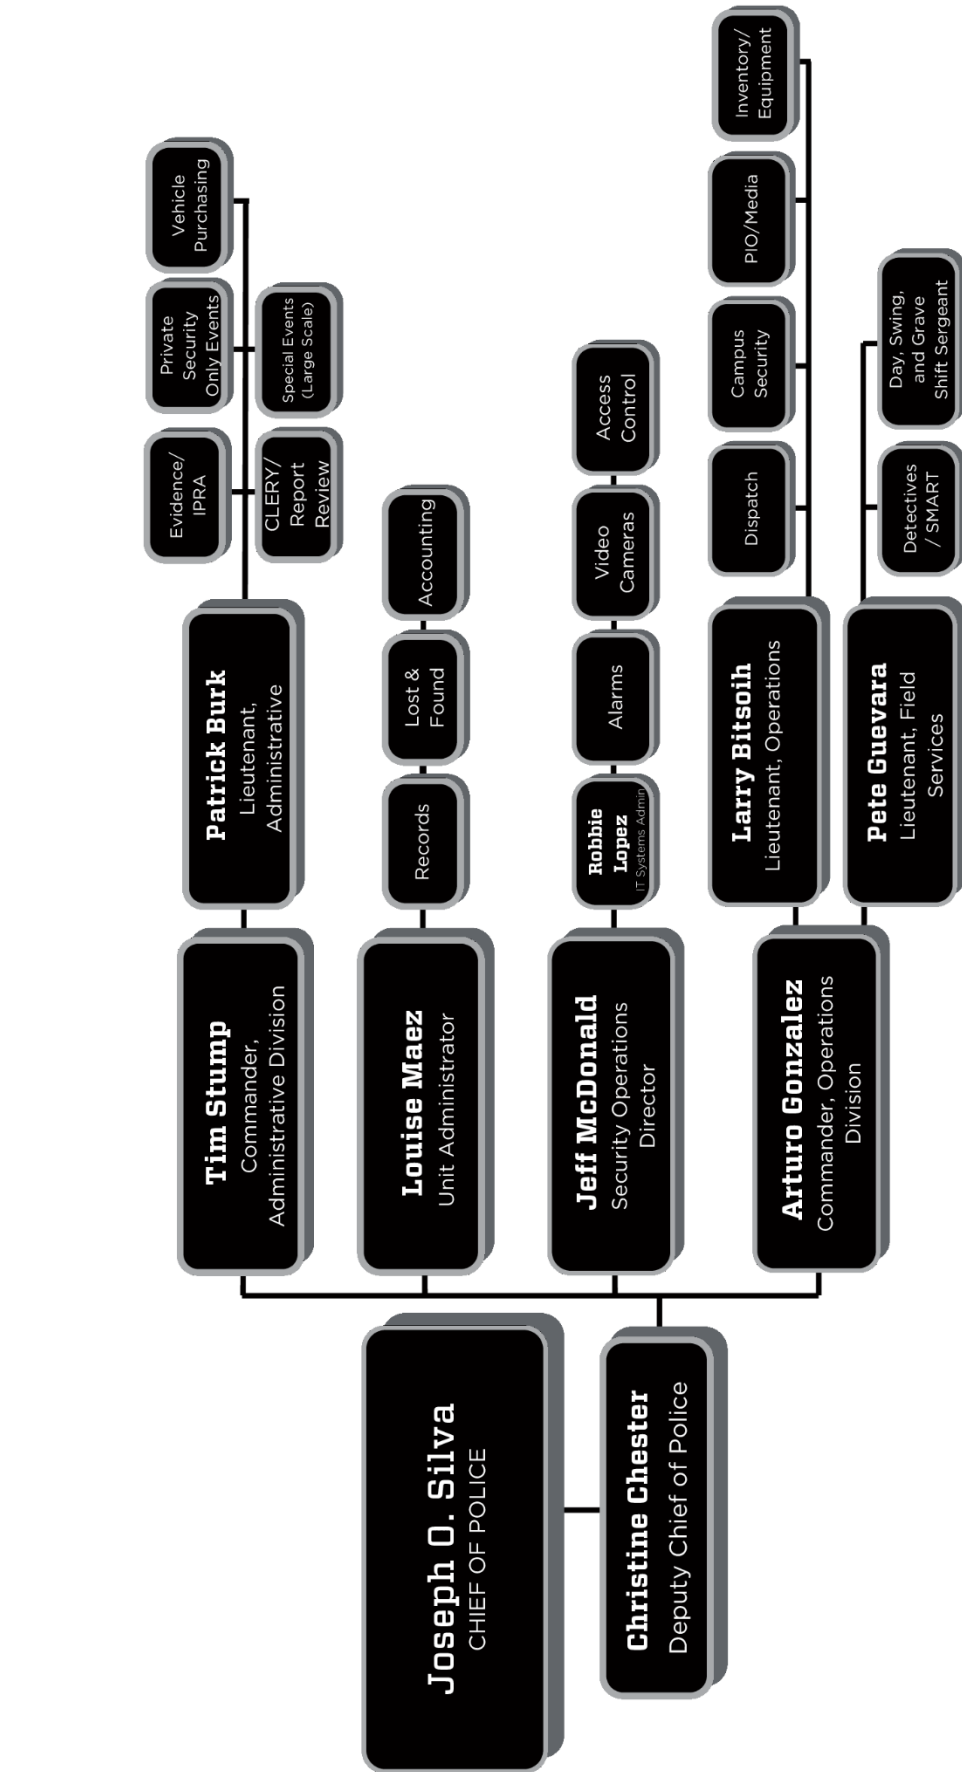 Joseph O. Silva
CHIEF OF POLICE
Christine Chester
Deputy Chief of Police
Tim Stump
Commander,
Administrative Division
Patrick Burk
Lieutenant,
Administrative
Evidence/
IPRA
Private
Security
Only Events
Vehicle
Purchasing
CLERY/
Report
Review
Special Events
(Large Scale)
Louise Maez
Unit Administrator
Records
Lost &
Found
Accounting
Jeff McDonald
Security Operations
Director
Robbie
Lopez
IT Systems Admin
Alarms
Video
Cameras
Access
Control
Arturo Gonzalez
Commander, Operations
Division
Larry Bitsoih
Lieutenant, Operations
Dispatch
Campus
Security
PIO/Media
Inventory/
Equipment
Pete Guevara
Lieutenant, Field
Services
Detectives
/ SMART
Day, Swing,
and Grave
Shift Sergeant